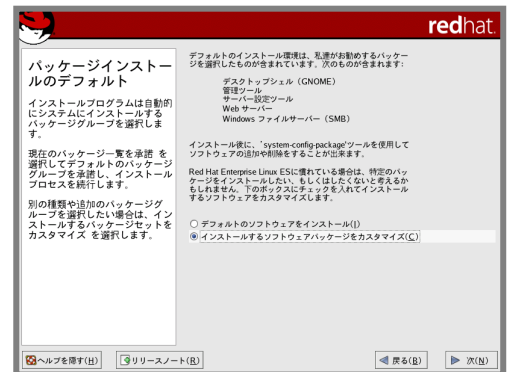 redhat.
パッケージインストー
ルのデフォルト
インストールプログラムは自動的
にシステムにインストールする
パッケージグループを選択しま
す。
現在のパッケージ一覧を承諾 を
選択してデフォルトのパッケージ
グループを承諾し、インストール
プロセスを続行します。
別の種類や追加のパッケージグ
ループを選択したい場合は、イン
ストールするパッケージセットを
カスタマイズ を選択します。
デフォルトのインストール環境は、私達がお勧めするパッケー
ジを選択したものが含まれています。次のものが含まれます:
デスクトップシェル（GNOME）
管理ツール
サーバー設定ツール
Web サーバー
Windows ファイルサーバー（SMB）
インストール後に、`system-config-package'ツールを使用して
ソフトウェアの追加や削除をすることが出来ます。
Red Hat Enterprise Linux ESに慣れている場合は、特定のパッ
ケージをインストールしたい、もしくはしたくないと考えるか
もしれません。下のボックスにチェックを入れてインストール
するソフトウェアをカスタマイズします。
デフォルトのソフトウェアをインストール(I)
インストールするソフトウェアパッケージをカスタマイズ(C)
ヘルプを隠す(H)
リリースノート(R)
戻る(B)
次(N)